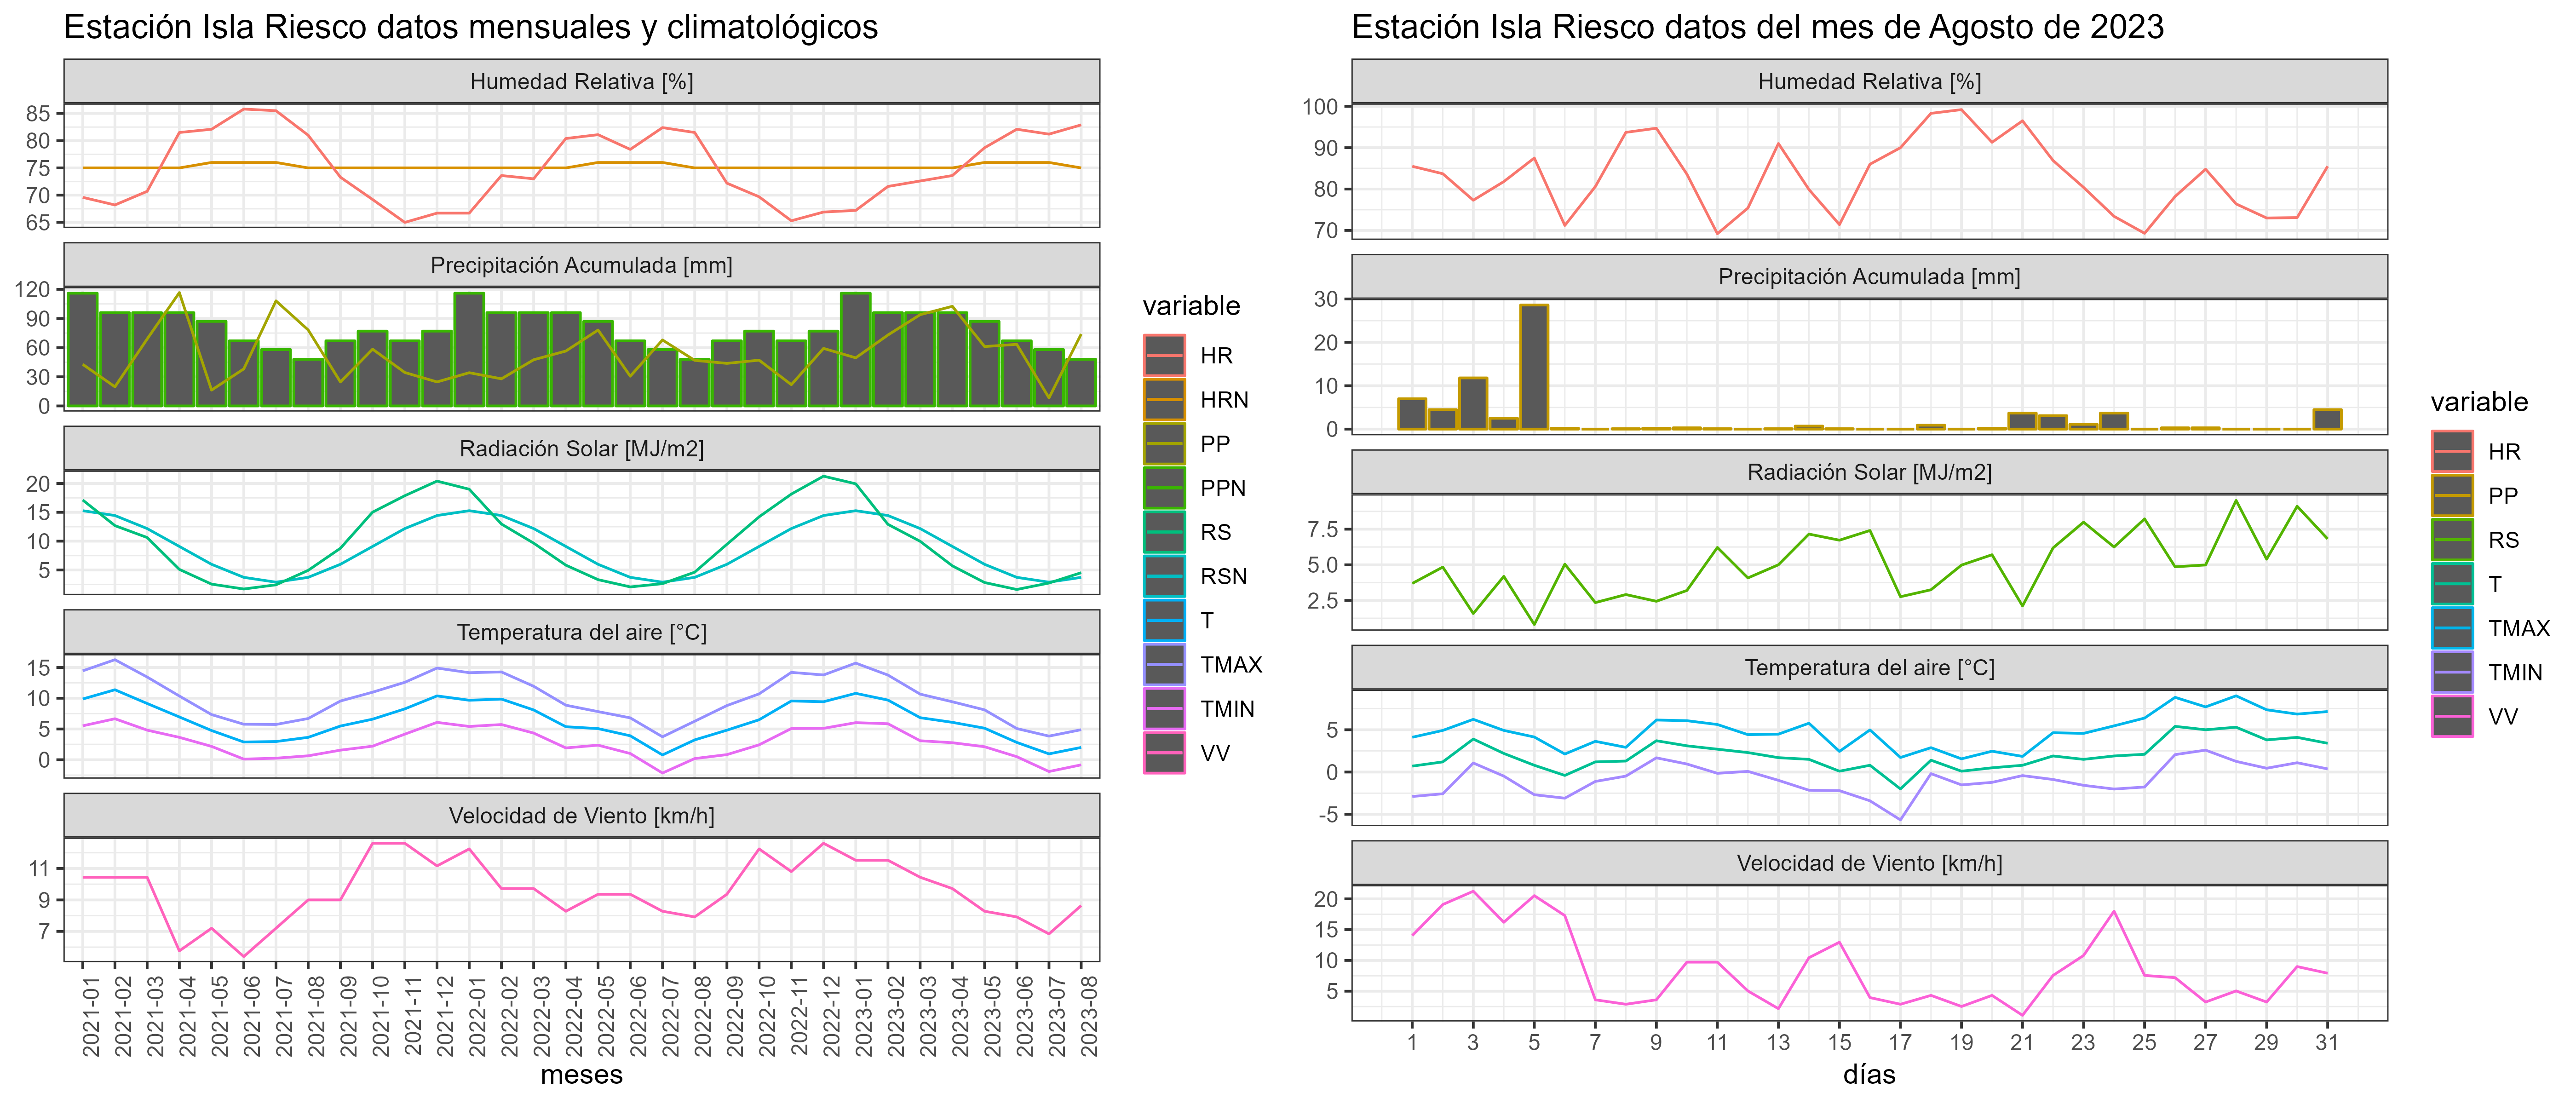 Estación Isla Riesco datos mensuales y climatológicos
Humedad Relativa [%]
85
80
75
70
65
Precipitación Acumulada [mm]
120
90
60
30
0
Radiación Solar [MJ/m2]
20
15
10
5
Temperatura del aire [°C]
15
10
5
0
Velocidad de Viento [km/h]
11
9
7
2021-01
2021-02
2021-03
2021-04
2021-05
2021-06
2021-07
2021-08
2021-09
2021-10
2021-11
2021-12
2022-01
2022-02
2022-03
2022-04
2022-05
2022-06
2022-07
2022-08
2022-09
2022-10
2022-11
2022-12
2023-01
2023-02
2023-03
2023-04
2023-05
2023-06
2023-07
2023-08
meses
variable
HR
HRN
PP
PPN
RS
RSN
T
TMAX
TMIN
VV
Estación Isla Riesco datos del mes de Agosto de 2023
Humedad Relativa [%]
100
90
80
70
Precipitación Acumulada [mm]
30
20
10
0
Radiación Solar [MJ/m2]
7.5
5.0
2.5
Temperatura del aire [°C]
5
0
-5
Velocidad de Viento [km/h]
20
15
10
5
1 3 5 7 9 11 13 15 17 19 21 23 25 27 29 31
días
variable
HR
PP
RS
T
TMAX
TMIN
VV